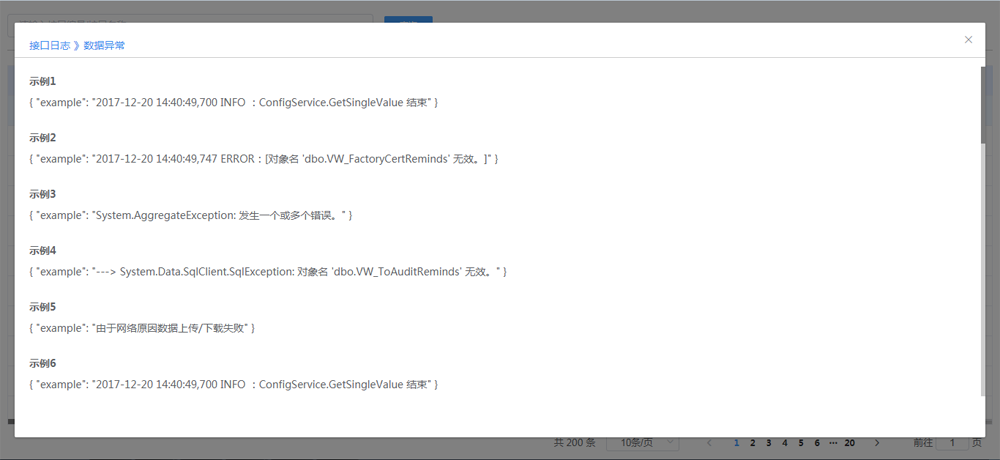 接口日志 》数据异常
×
示例1
{ "example": "2017-12-20 14:40:49,700 INFO ：ConfigService.GetSingleValue 结束" }
示例2
{ "example": "2017-12-20 14:40:49,747 ERROR：[对象名 'dbo.VW_FactoryCertReminds' 无效。]" }
示例3
{ "example": "System.AggregateException: 发生一个或多个错误。" }
示例4
{ "example": "---> System.Data.SqlClient.SqlException: 对象名 'dbo.VW_ToAuditReminds' 无效。" }
示例5
{ "example": "由于网络原因数据上传/下载失败" }
示例6
{ "example": "2017-12-20 14:40:49,700 INFO ：ConfigService.GetSingleValue 结束" }
共 200 条 10条/页 < 1 2 3 4 5 6 ··· 20 > 前往 1 页